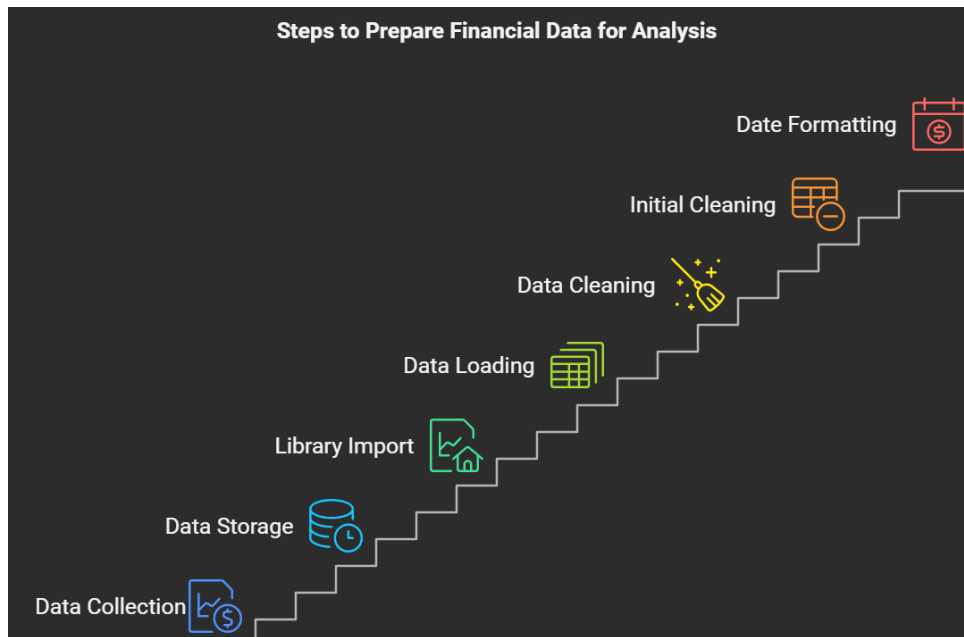 Steps to Prepare Financial Data for Analysis
Date Formatting
Initial Cleaning
Data Cleaning
Data Loading
Library Import
Data Storage
Data Collection